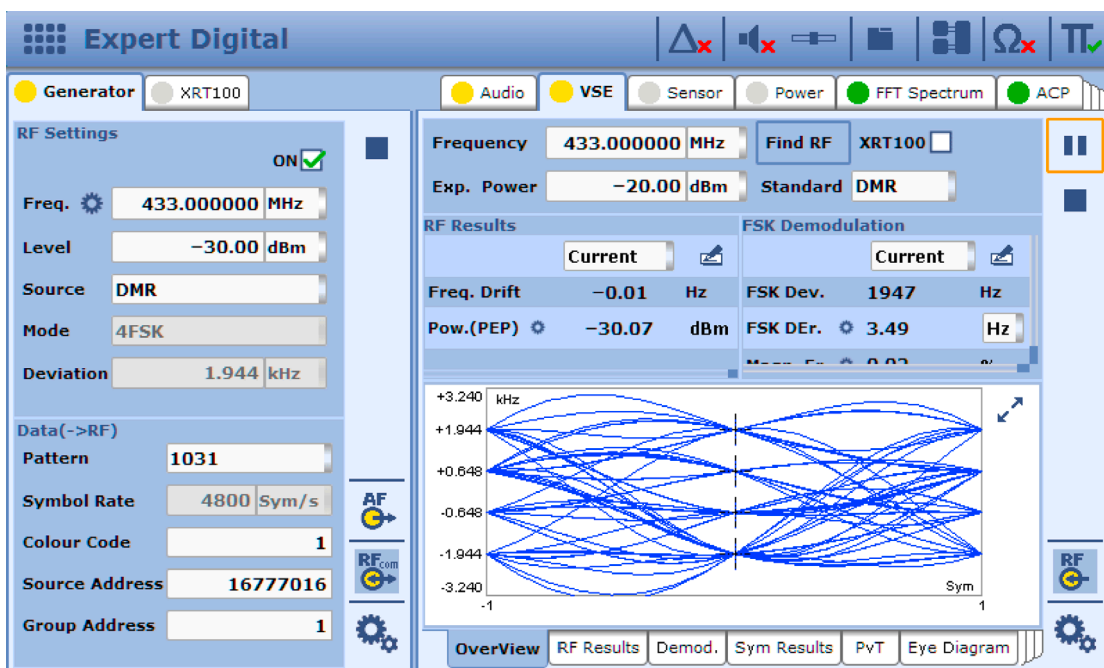 Expert Digital
Generator XRT100
Audio VSE Sensor Power FFT Spectrum ACP
RF Settings
ON
Freq. 433.000000 MHz
Level −30.00 dBm
Source DMR
Mode 4FSK
Deviation 1.944 kHz
Data(->RF)
Pattern 1031
Symbol Rate 4800 Sym/s
Colour Code 1
Source Address 16777016
Group Address 1
AF
RFcom
Frequency 433.000000 MHz Find RF XRT100
Exp. Power −20.00 dBm Standard DMR
RF Results
Current
Freq. Drift −0.01 Hz
Pow.(PEP) −30.07 dBm
FSK Demodulation
Current
FSK Dev. 1947 Hz
FSK DEr. 3.49 Hz
+3.240 kHz
+1.944
+0.648
-0.648
-1.944
-3.240 Sym
-1 1
OverView RF Results Demod. Sym Results PvT Eye Diagram
RF